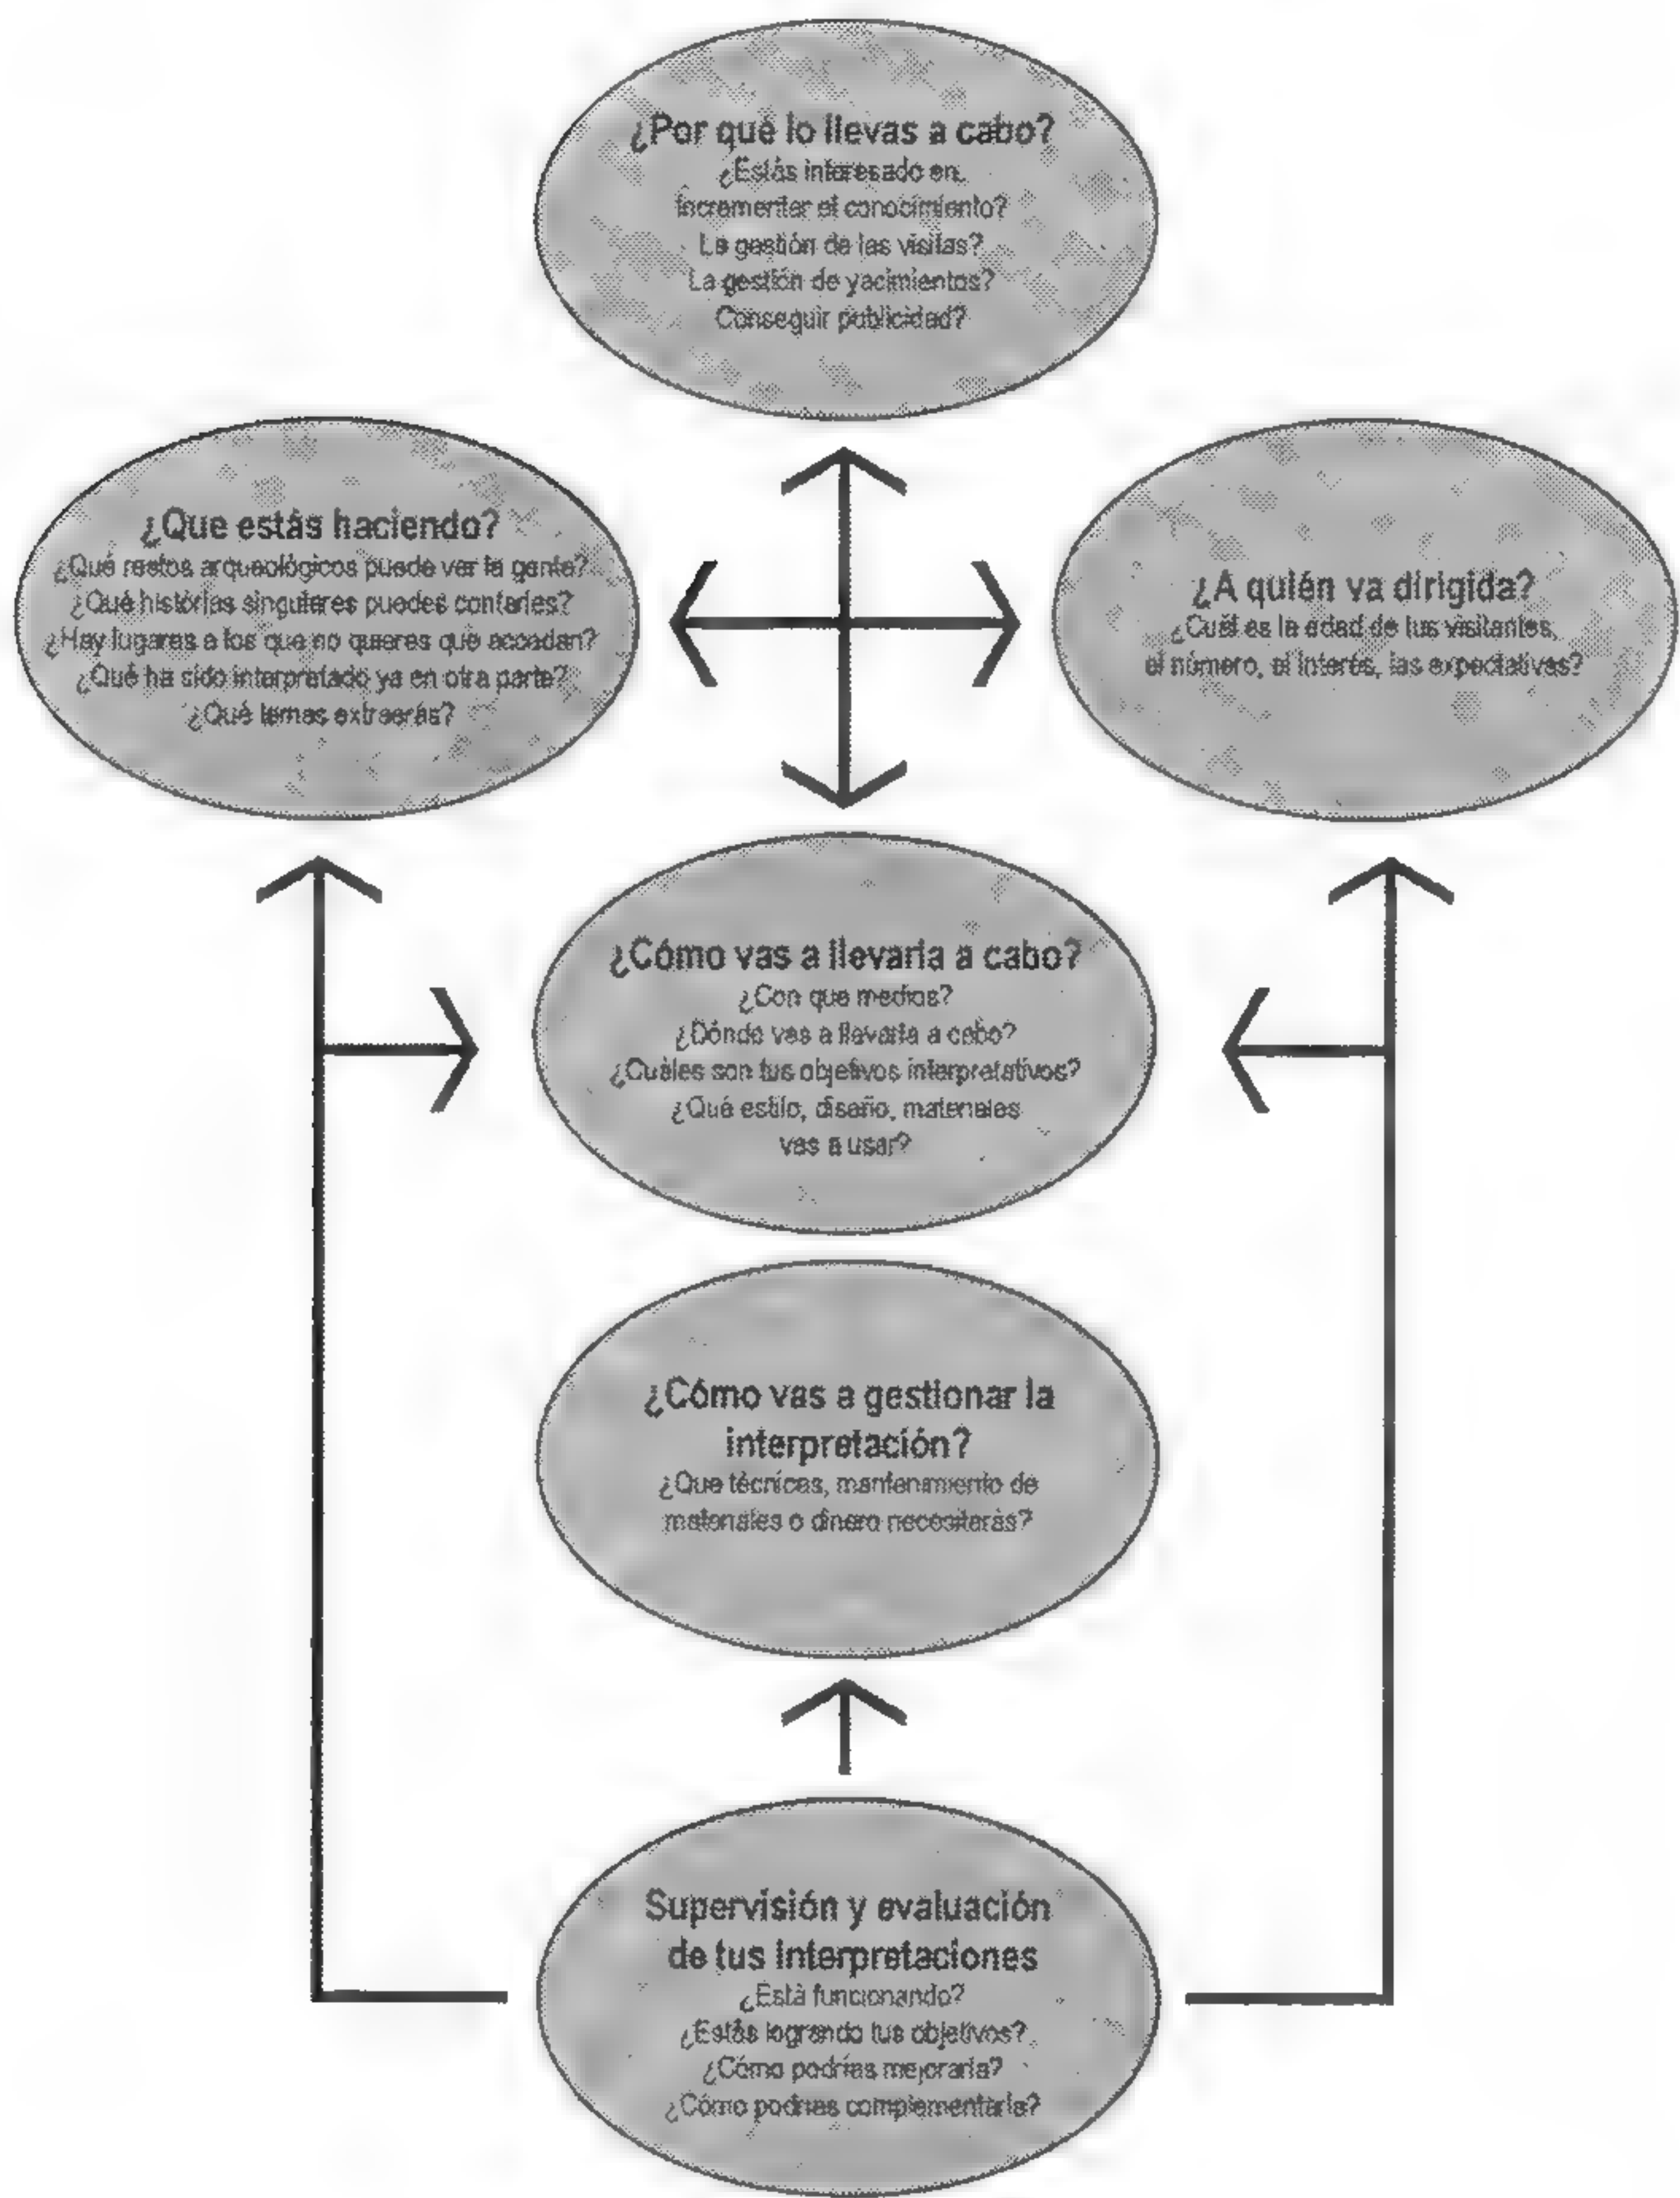 ¿Por qué lo llevas a cabo?
¿Estás interesado en
incrementar el conocimiento?
La gestión de las visitas?
La gestión de yacimientos?
Conseguir publicidad?
¿Que estás haciendo?
¿Qué restos arqueológicos puede ver la gente?
¿Qué histórias singulares puedes contarles?
¿Hay lugares a los que no quieres que accedan?
¿Qué ha sido interpretado ya en otra parte?
¿Qué temas extraerás?
¿A quién va dirigida?
¿Cuál es la edad de tus visitantes,
el número, el interés, las expectativas?
¿Cómo vas a llevarla a cabo?
¿Con que medios?
¿Dónde vas a llevarla a cabo?
¿Cuáles son tus objetivos interpretativos?
¿Qué estilo, diseño, materiales
vas a usar?
¿Cómo vas a gestionar la
interpretación?
¿Que técnicas, mantenimiento de
materiales o dinero necesitarás?
Supervisión y evaluación
de tus interpretaciones
¿Está funcionando?
¿Estás logrando tus objetivos?
¿Cómo podrías mejorarla?
¿Cómo podrías complementarla?